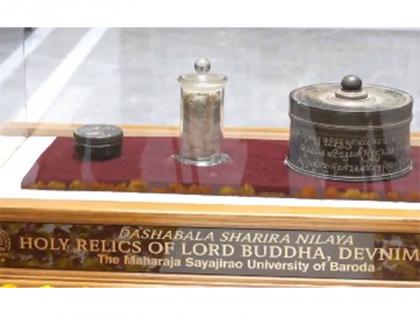 DASHABALA SHARIRA NILAYA
HOLY RELICS OF LORD BUDDHA, DEVNIM
The Maharaja Sayajirao University of Baroda